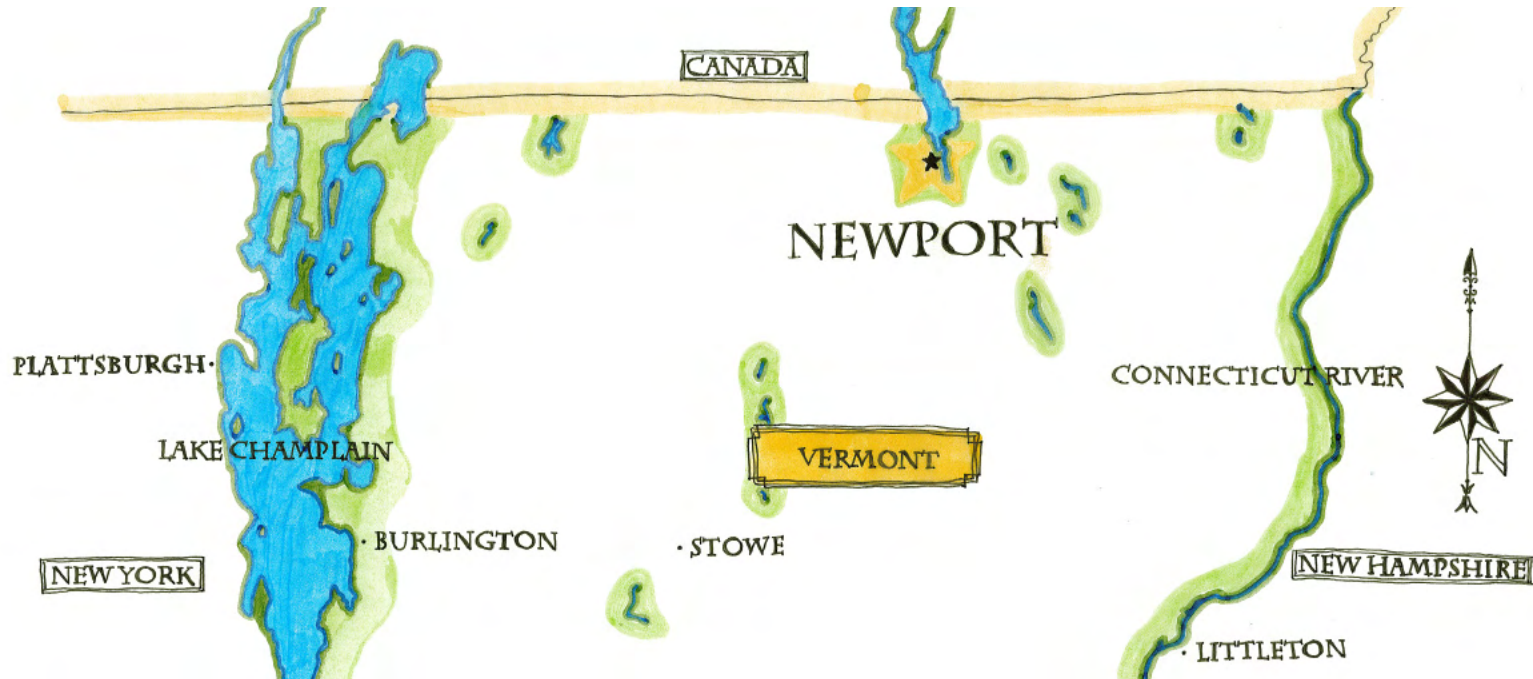 CANADA
NEWPORT
PLATTSBURGH
CONNECTICUT RIVER
LAKE CHAMPLAIN
VERMONT
N
BURLINGTON
STOWE
NEW YORK
NEW HAMPSHIRE
LITTLETON